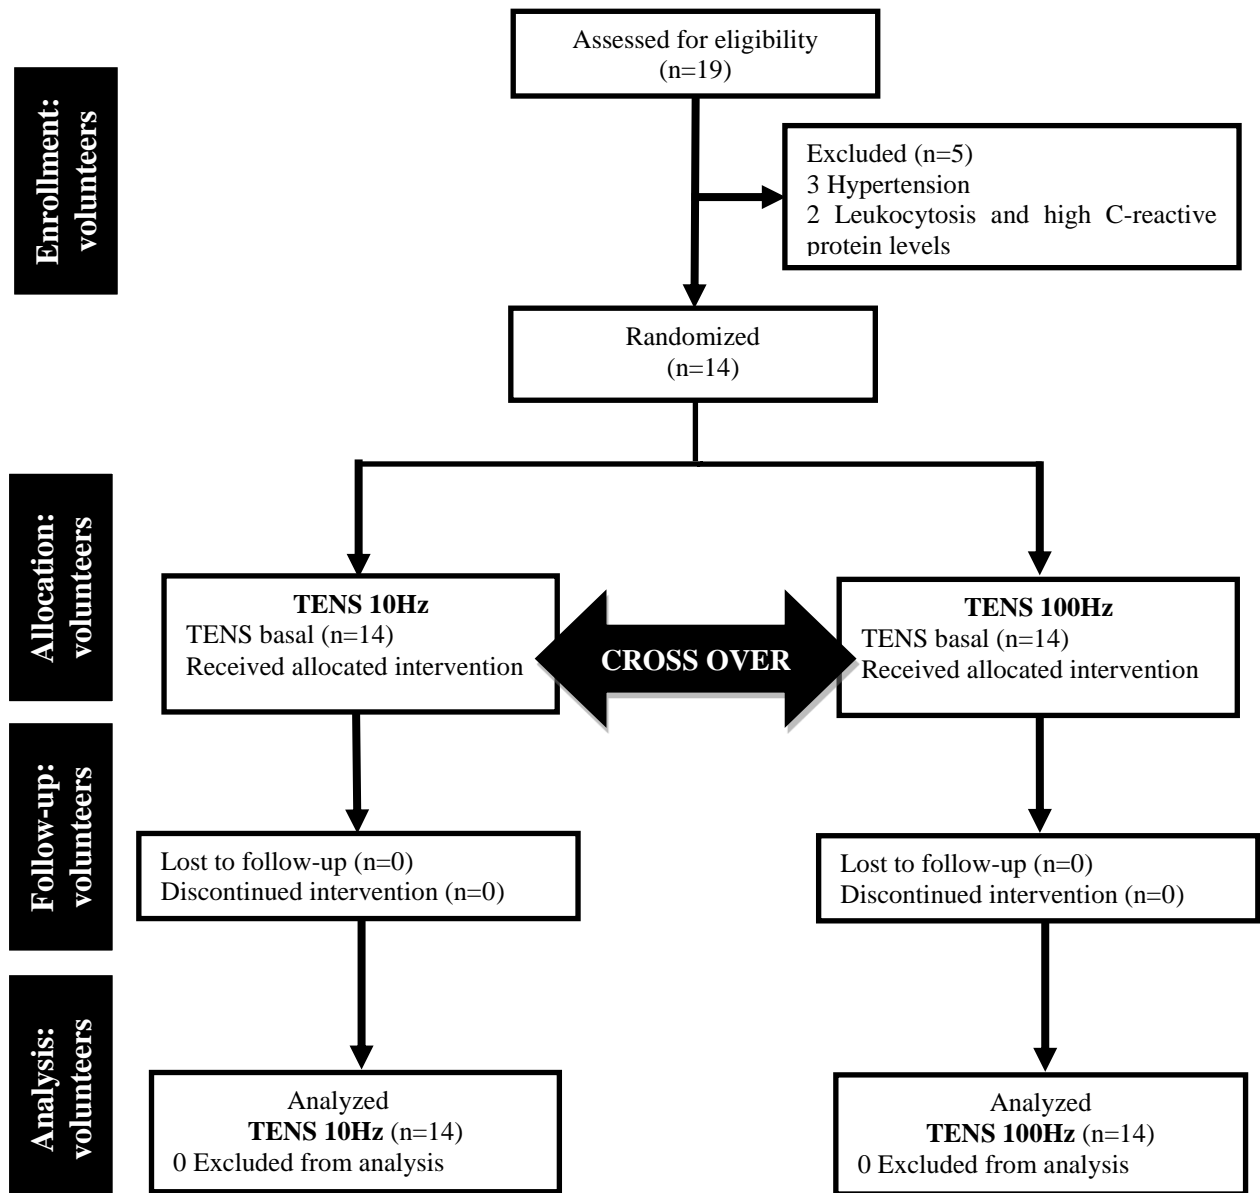 Assessed for eligibility
(n=19)
Enrollment:
volunteers
Excluded (n=5)
3 Hypertension
2 Leukocytosis and high C-reactive
protein levels
Randomized
(n=14)
Allocation:
volunteers
TENS 10Hz
TENS basal (n=14)
Received allocated intervention
CROSS OVER
TENS 100Hz
TENS basal (n=14)
Received allocated intervention
Follow-up:
volunteers
Lost to follow-up (n=0)
Discontinued intervention (n=0)
Lost to follow-up (n=0)
Discontinued intervention (n=0)
Analysis:
volunteers
Analyzed
TENS 10Hz (n=14)
0 Excluded from analysis
Analyzed
TENS 100Hz (n=14)
0 Excluded from analysis